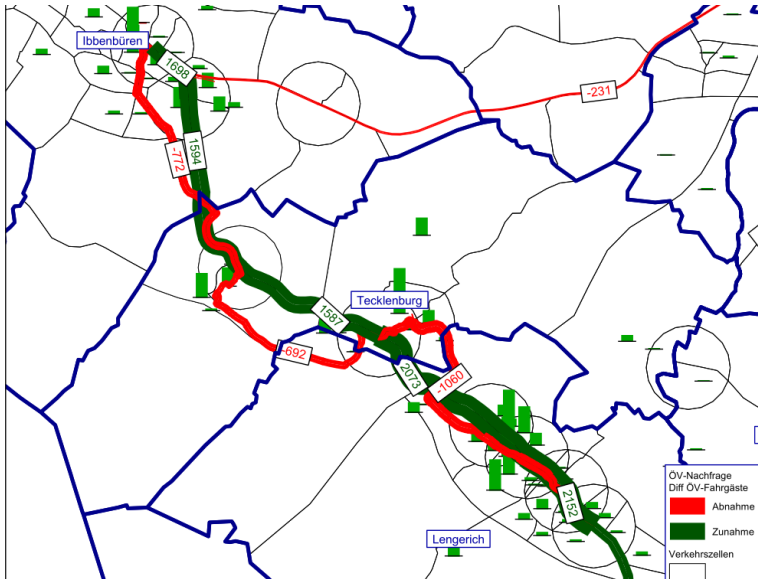 Ibbenbüren
1698
-231
1594
-772
Tecklenburg
1587
-692
2073
-1060
2152
Lengerich
ÖV-Nachfrage
Diff ÖV-Fahrgäste
Abnahme
Zunahme
Verkehrszellen